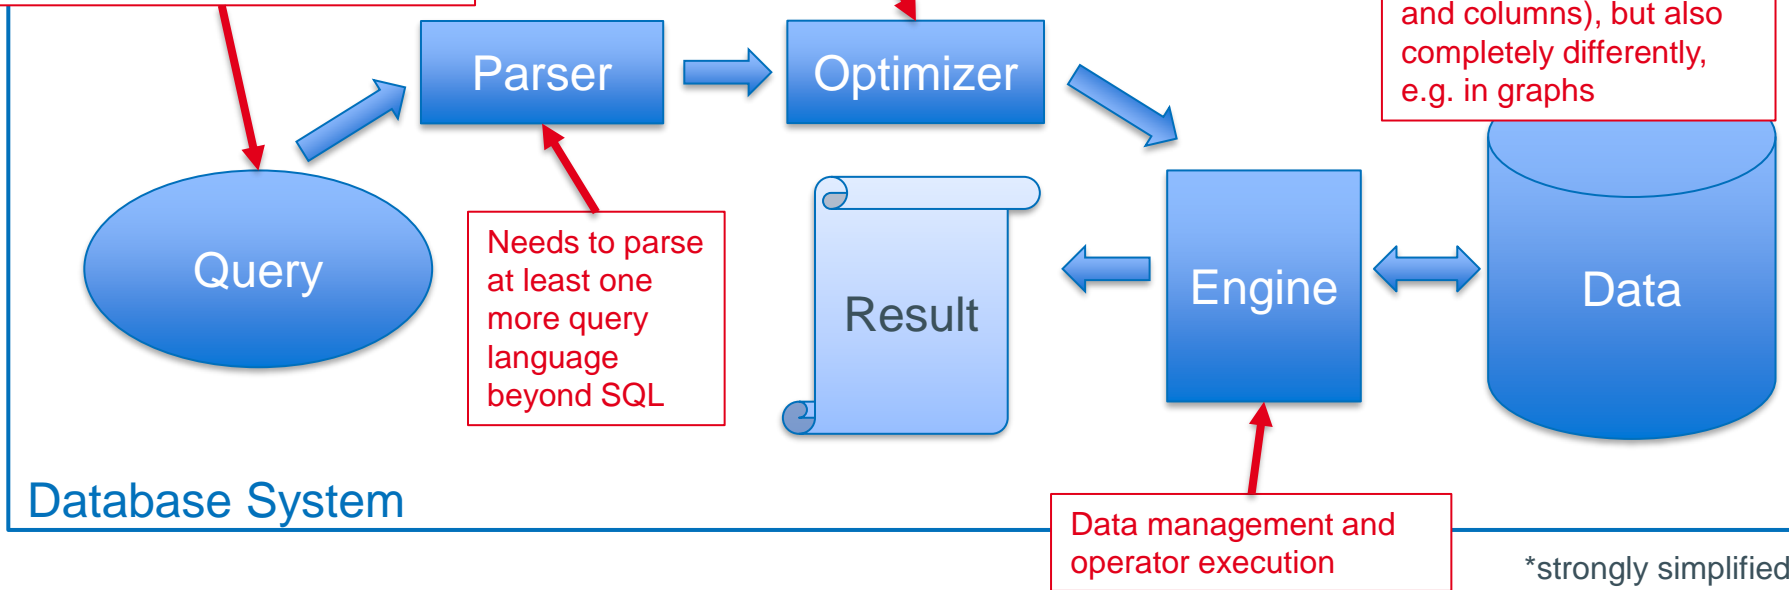 and columns), but also
completely differently,
e.g. in graphs
Parser
Optimizer
Query
Needs to parse
at least one
more query
language
beyond SQL
Result
Engine
Data
Database System
Data management and
operator execution
*strongly simplified